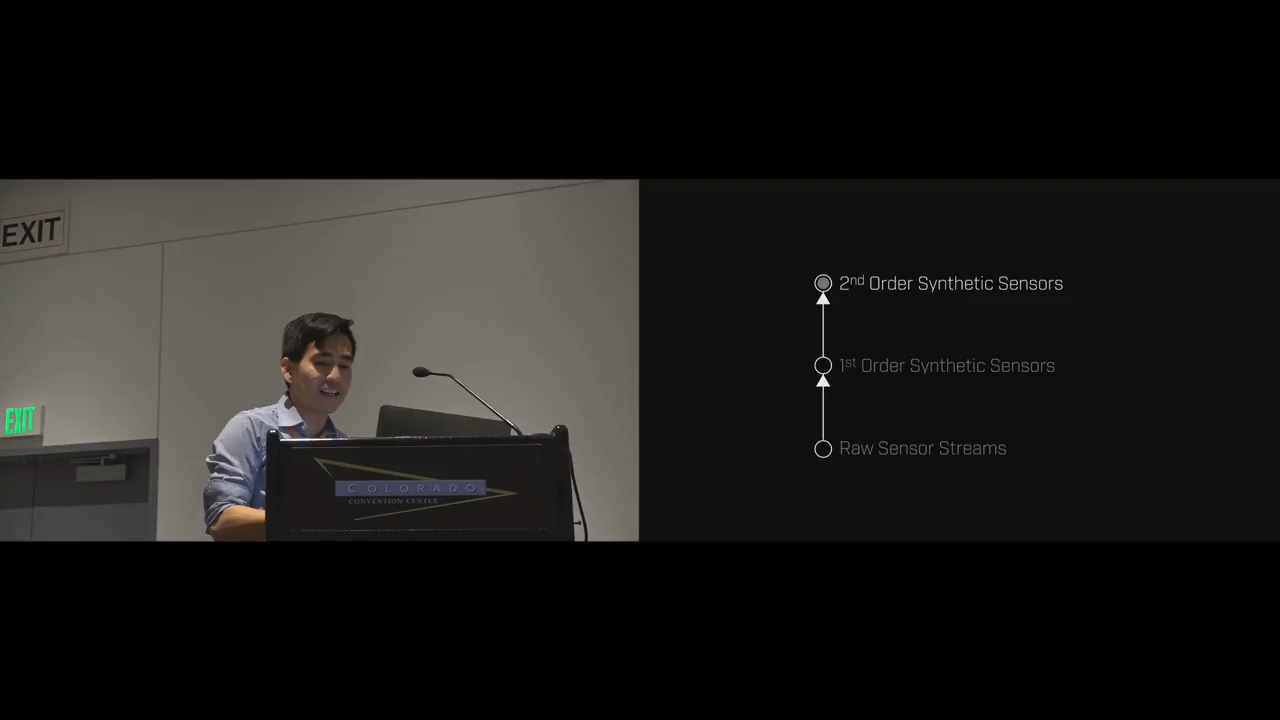 EXIT
EXIT
COLORADO
CONVENTION CENTER
2nd Order Synthetic Sensors
1st Order Synthetic Sensors
Raw Sensor Streams